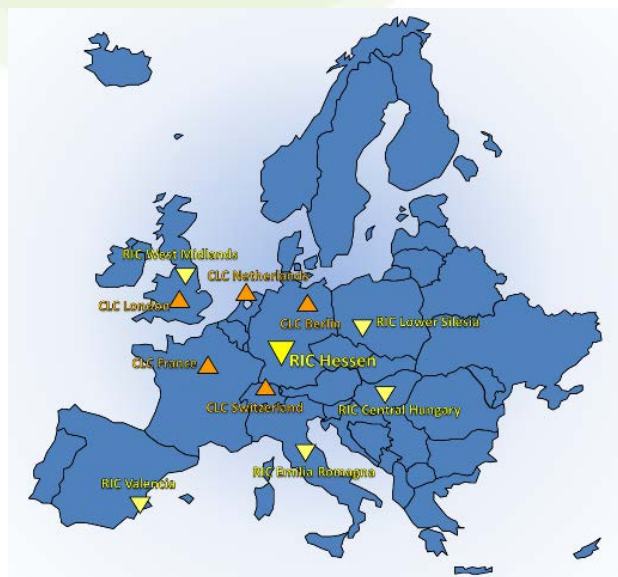 RIC West Midlands
CLC Netherlands
CLC London
CLC Berlin
RIC Lower Silesia
CLC France
RIC Hessen
CLC Switzerland
RIC Central Hungary
RIC Emilia Romagna
RIC Valencia